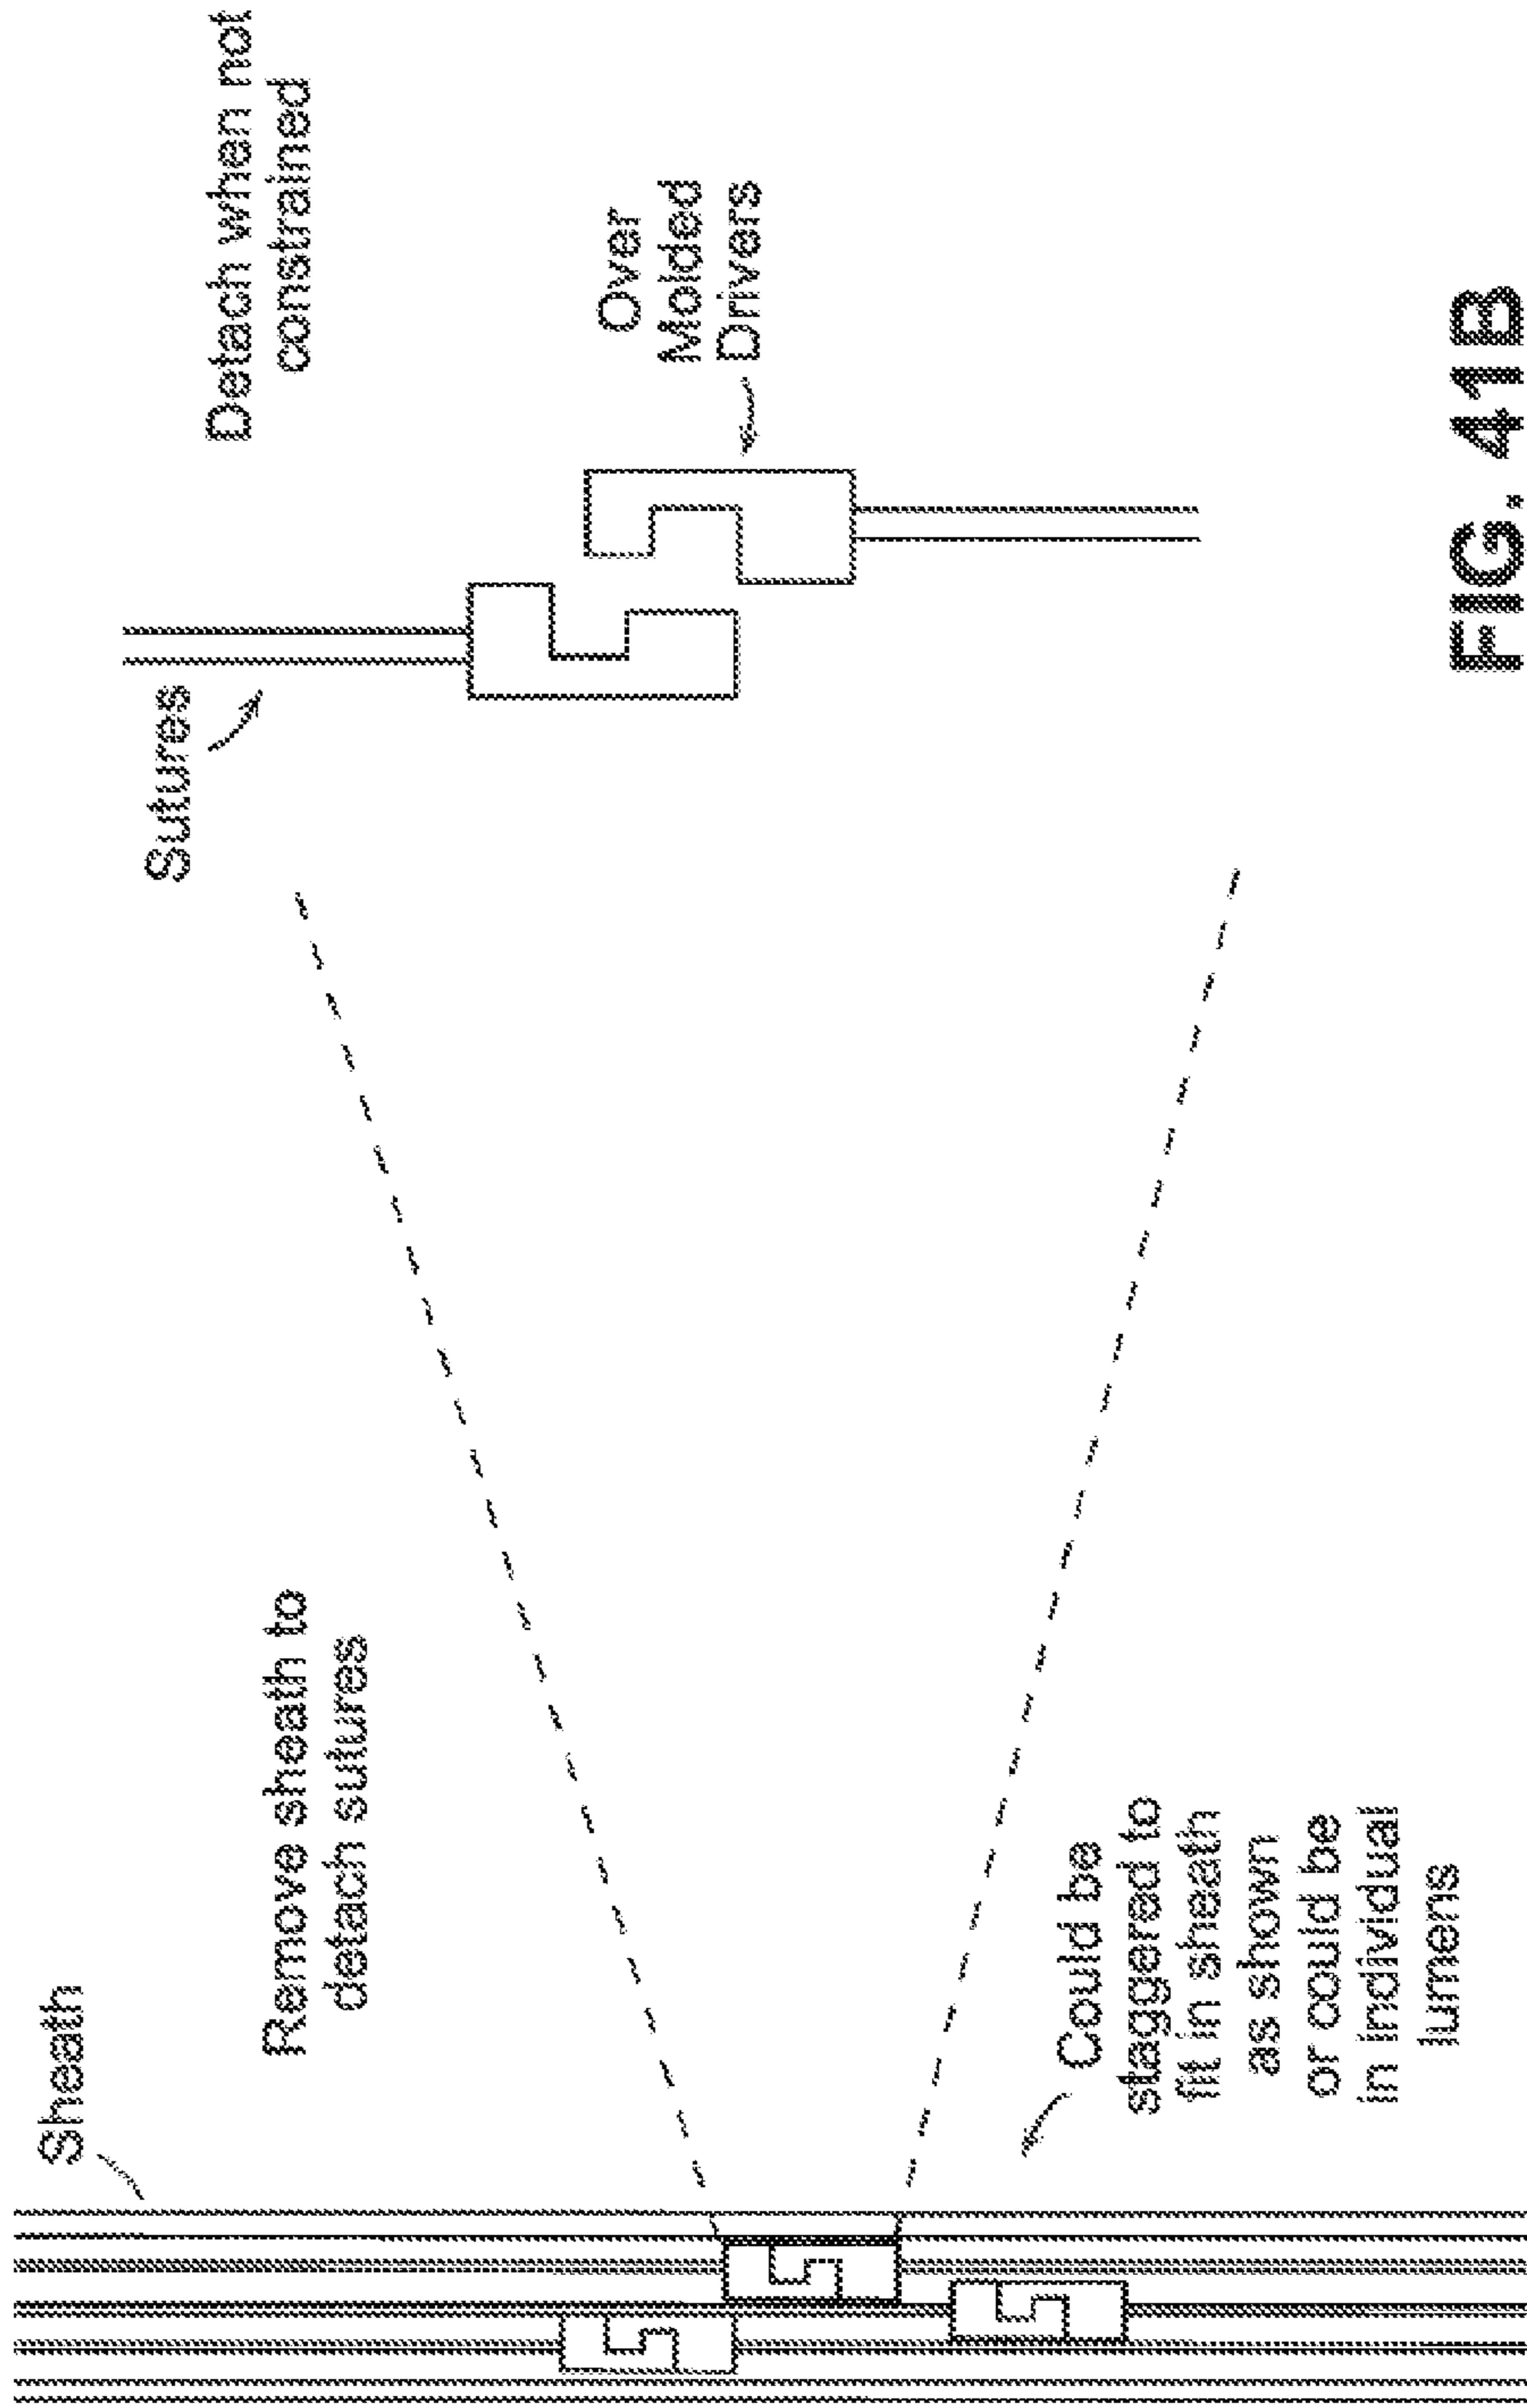 Sheath
Remove sheath to
detach sutures
Could be
staggered to
fit in sheath
as shown
or could be
in individual
lumens
Sutures
Detach when not
constrained
Over
Molded
Drivers
FIG. 41B